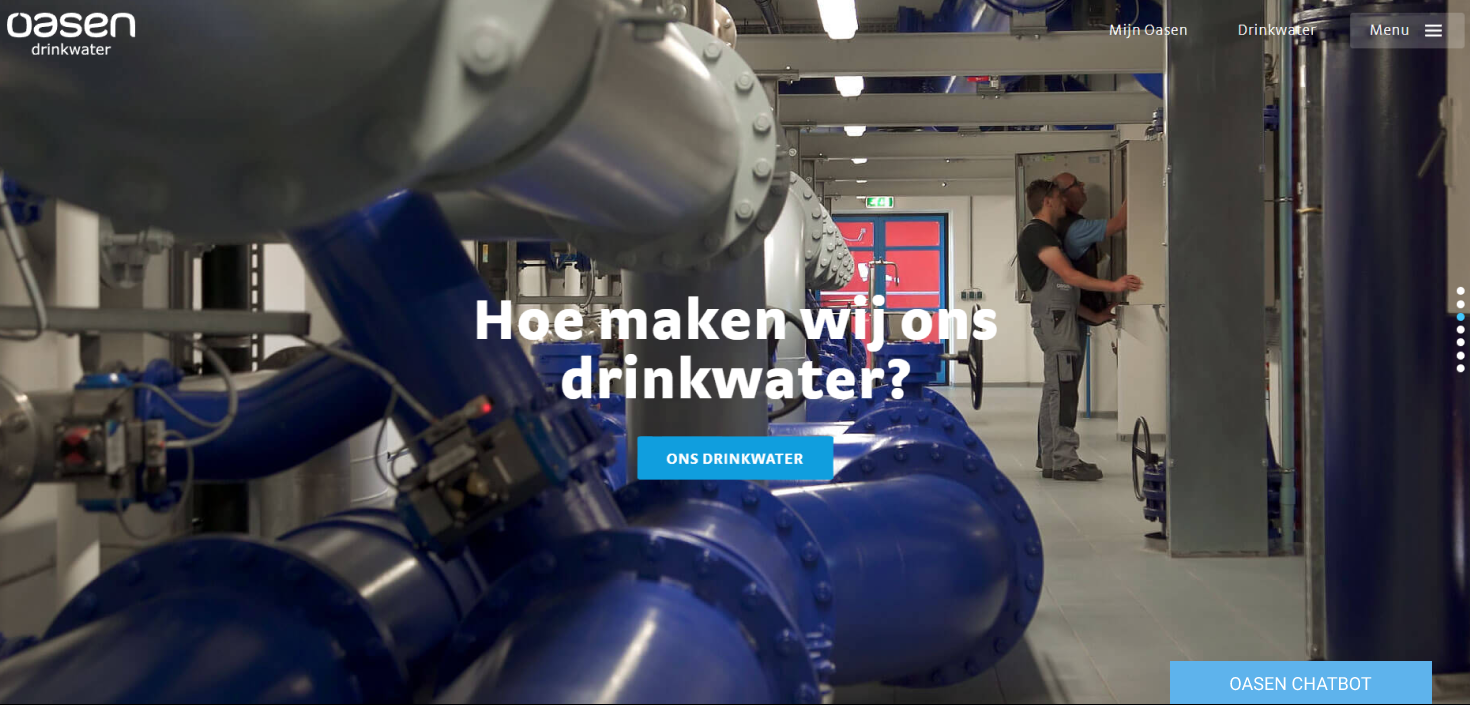 oasen
drinkwater
Mijn Oasen
Drinkwater
Menu
Hoe maken wij ons
drinkwater?
ONS DRINKWATER
OASEN CHATBOT